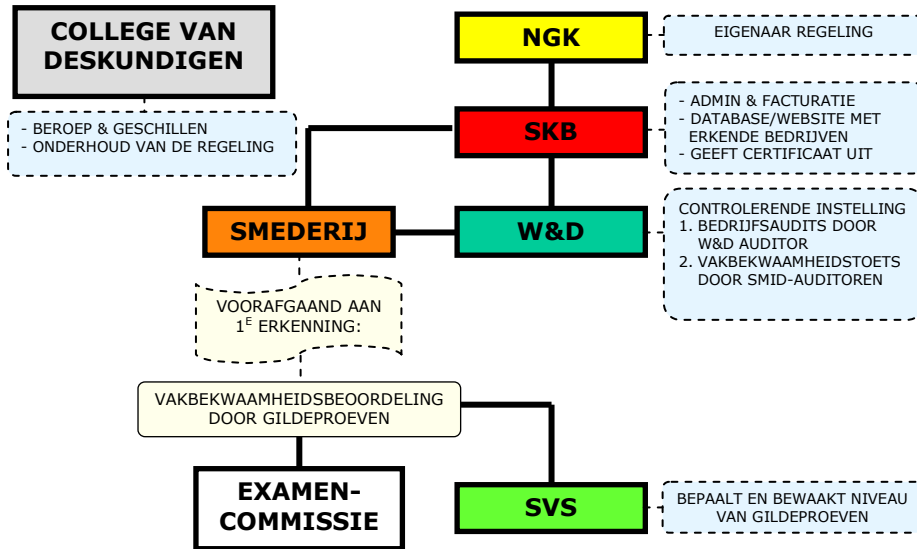 COLLEGE VAN
DESKUNDIGEN
- BEROEP & GESCHILLEN
- ONDERHOUD VAN DE REGELING
NGK
EIGENAAR REGELING
SKB
- ADMIN & FACTURATIE
- DATABASE/WEBSITE MET
ERKENDE BEDRIJVEN
- GEEFT CERTIFICAAT UIT
SMEDERIJ
W&D
CONTROLERENDE INSTELLING
1. BEDRIJFSAUDITS DOOR
W&D AUDITOR
2. VAKBEKWAAMHEIDSTOETS
DOOR SMID-AUDITOREN
VOORAFGAAND AAN
1E ERKENNING:
VAKBEKWAAMHEIDSBEOORDELING
DOOR GILDEPROEVEN
EXAMEN-
COMMISSIE
SVS
BEPAALT EN BEWAAKT NIVEAU
VAN GILDEPROEVEN